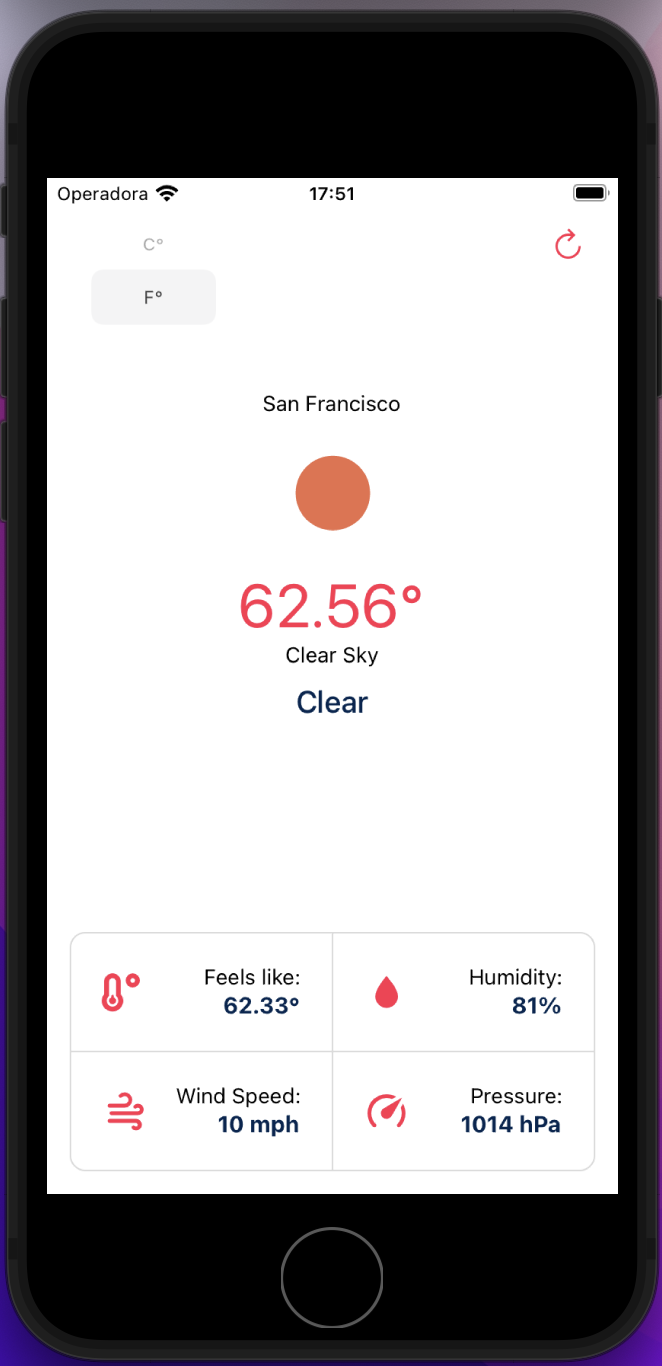 Operadora 17:51
C°
F°
San Francisco
62.56°
Clear Sky
Clear
Feels like:
62.33°
Humidity:
81%
Wind Speed:
10 mph
Pressure:
1014 hPa